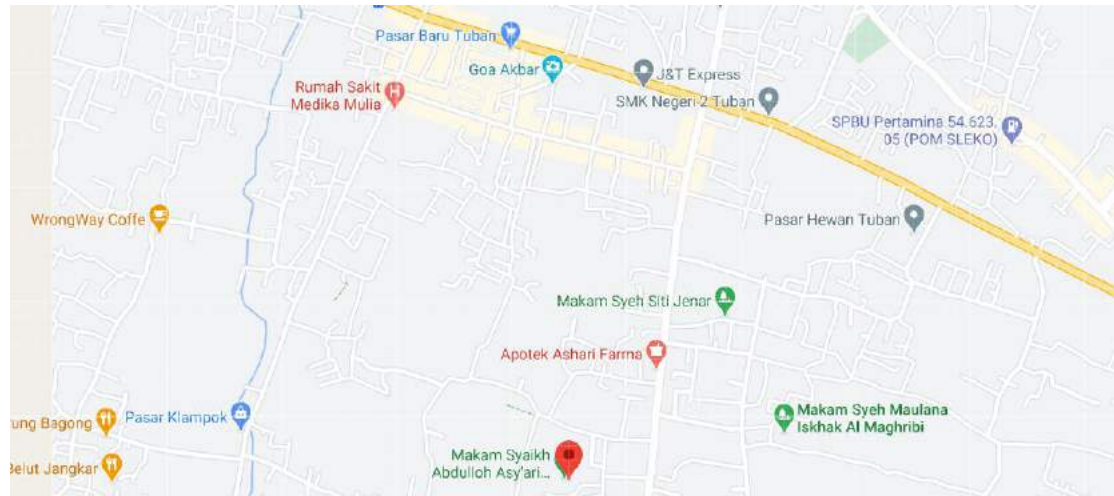 Pasar Baru Tuban
Goa Akbar
J&T Express
Rumah Sakit
Medika Mulia
SMK Negeri 2 Tuban
SPBU Pertamina 54.623.
05 (POM SLEKO)
WrongWay Coffe
Pasar Hewan Tuban
Makam Syeh Siti Jenar
Apotek Ashari Farma
rung Bagong
Pasar Klampok
Makam Syeh Maulana
Iskhak Al Maghribi
Belut Jangkar
Makam Syaikh
Abdulloh Asy'ari...